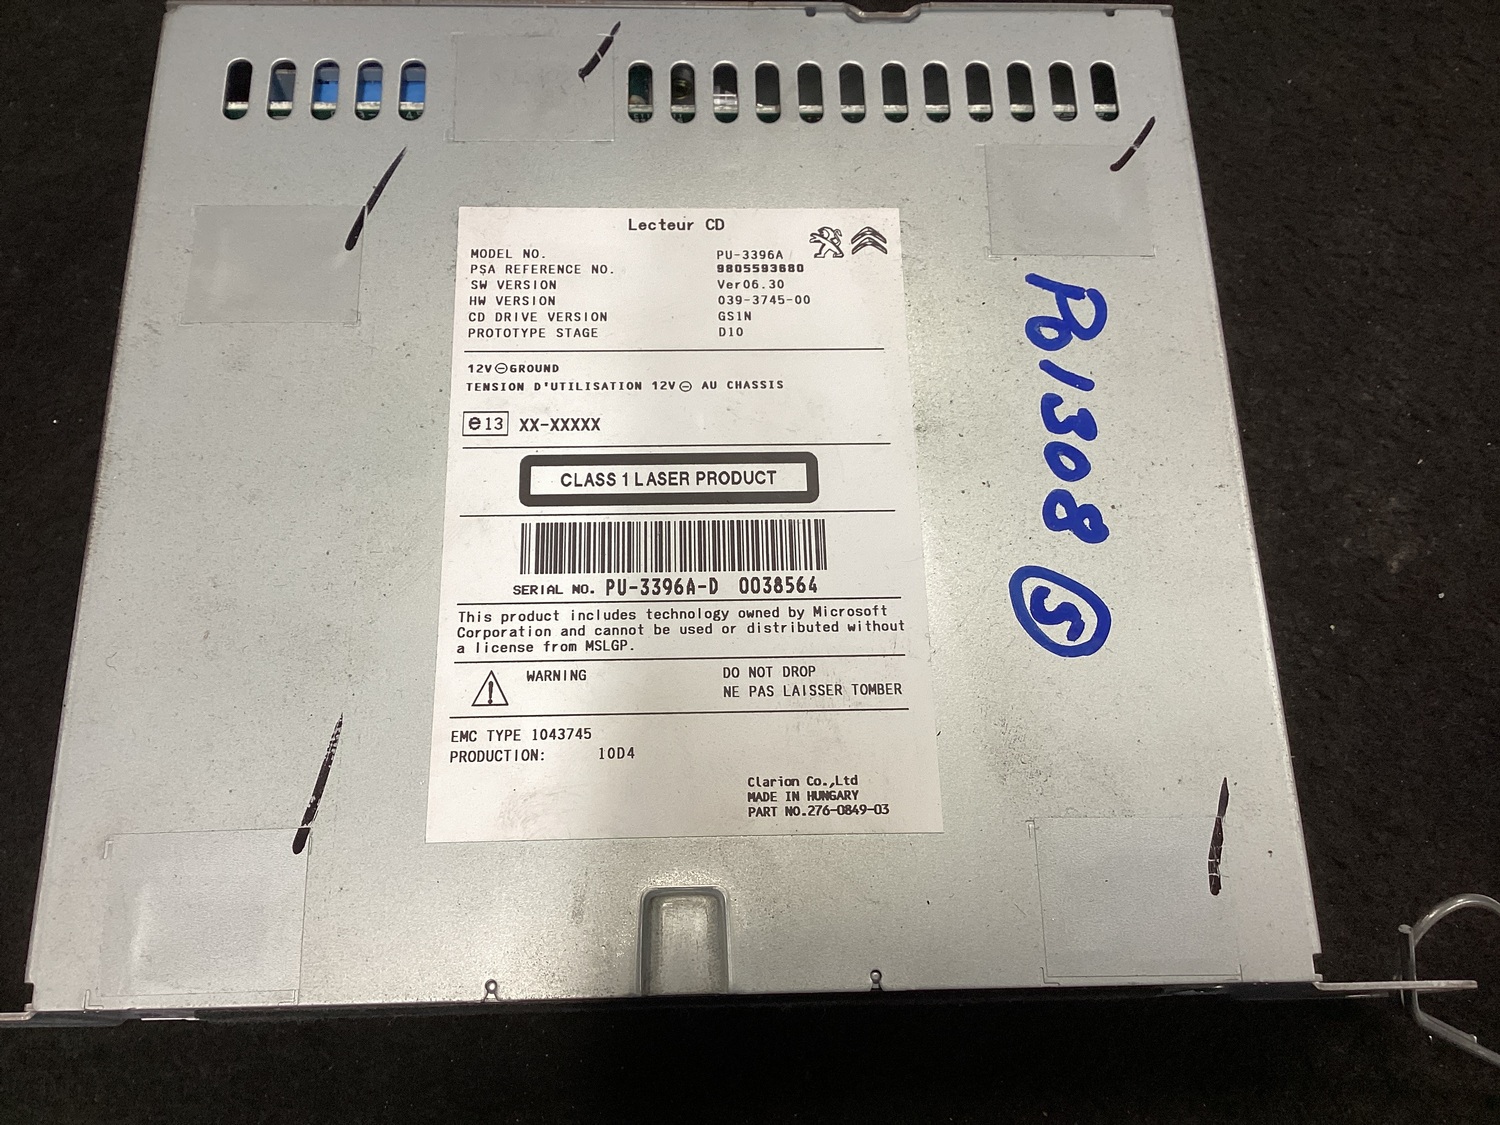 Lecteur CD
MODEL NO. PU-3396A
PSA REFERENCE NO. 9805593680
SW VERSION Ver06.30
HW VERSION 039-3745-00
CD DRIVE VERSION GS1N
PROTOTYPE STAGE D10
12V⊖GROUND
TENSION D'UTILISATION 12V⊖ AU CHASSIS
e13 XX-XXXXX
CLASS 1 LASER PRODUCT
SERIAL NO. PU-3396A-D 0038564
This product includes technology owned by Microsoft
Corporation and cannot be used or distributed without
a license from MSLGP.
WARNING DO NOT DROP
NE PAS LAISSER TOMBER
EMC TYPE 1043745
PRODUCTION: 10D4
Clarion Co.,Ltd
MADE IN HUNGARY
PART NO.276-0849-03
Po1308 (5)